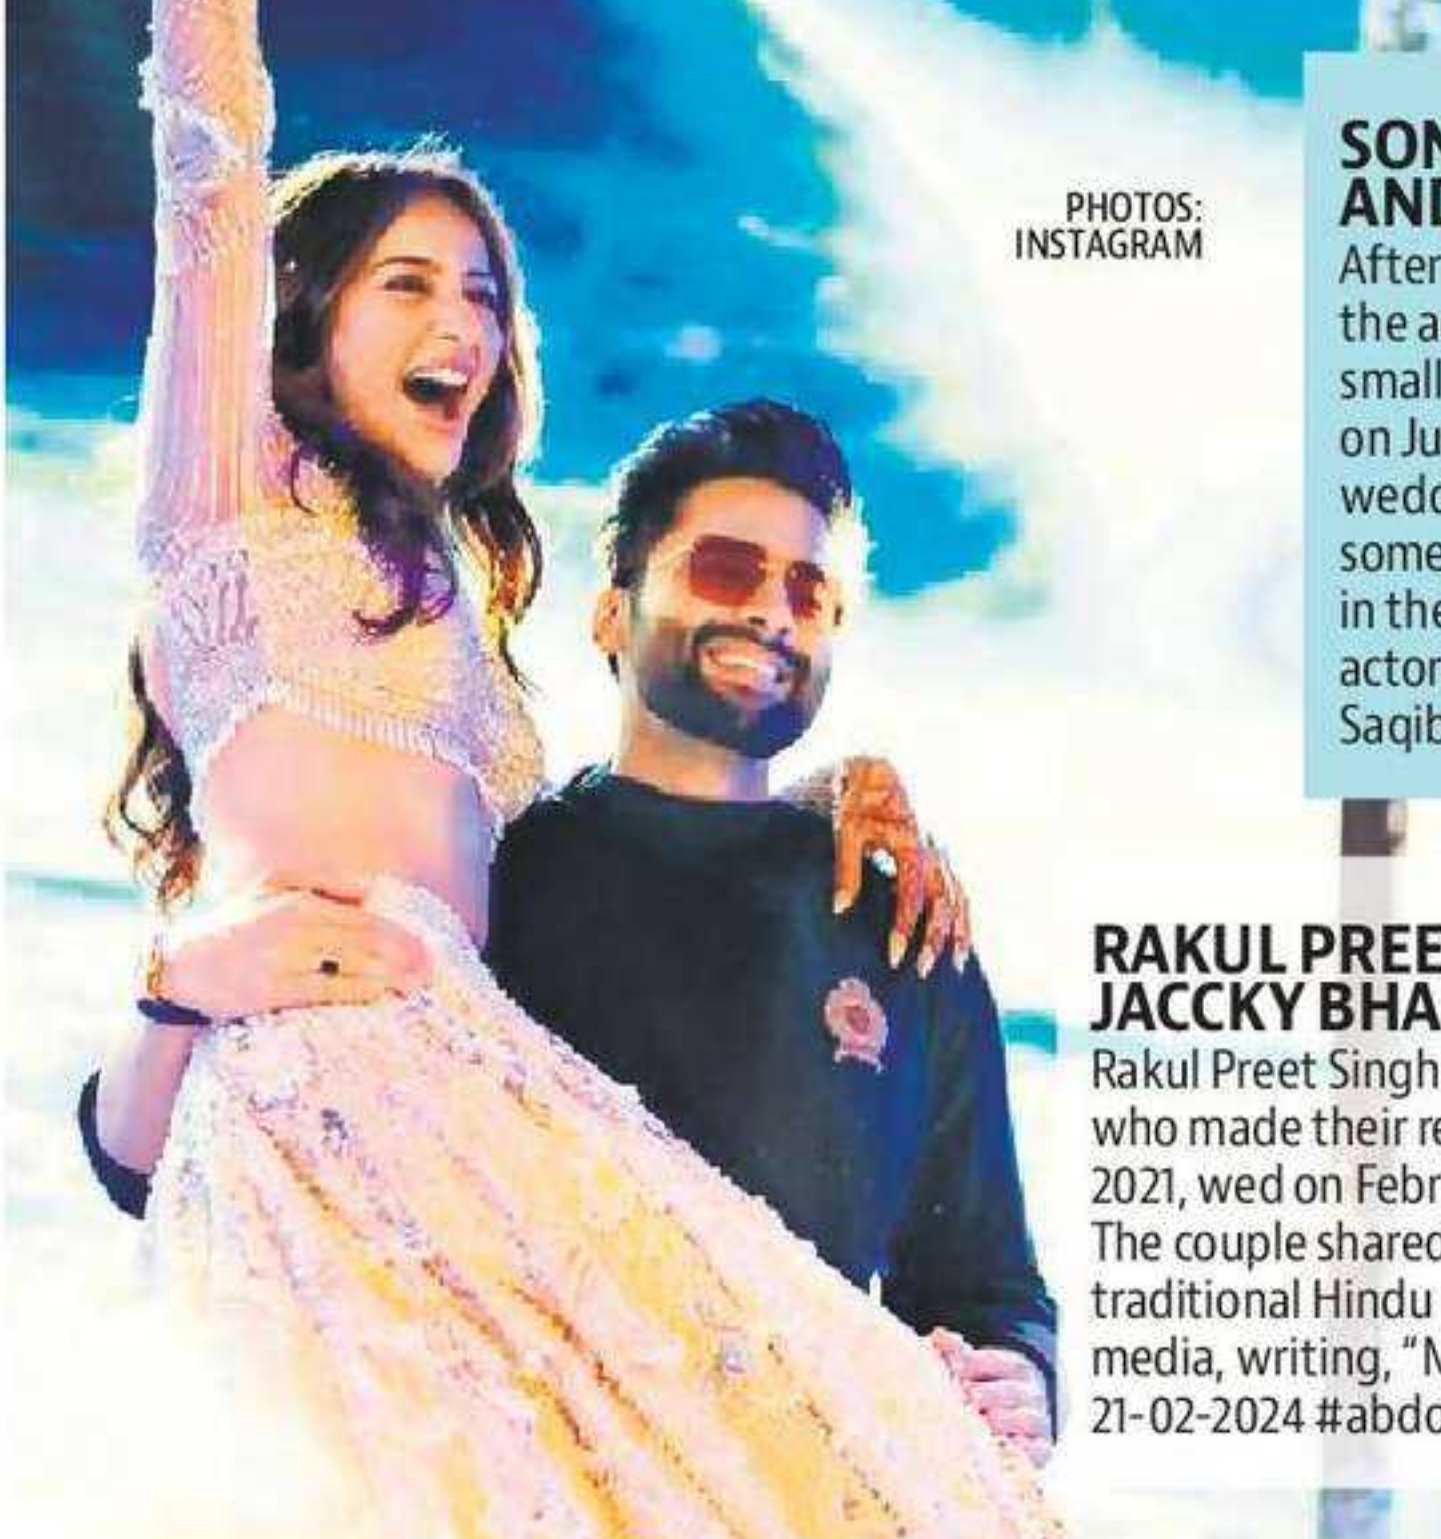 PHOTOS:
INSTAGRAM
SON
AND
After
the a
small
on Ju
wedd
some
in the
actor
Saqib
RAKUL PREE
JACCKY BHA
Rakul Preet Singh
who made their re
2021, wed on Febr
The couple shared
traditional Hindu
media, writing, “N
21-02-2024 #abdo